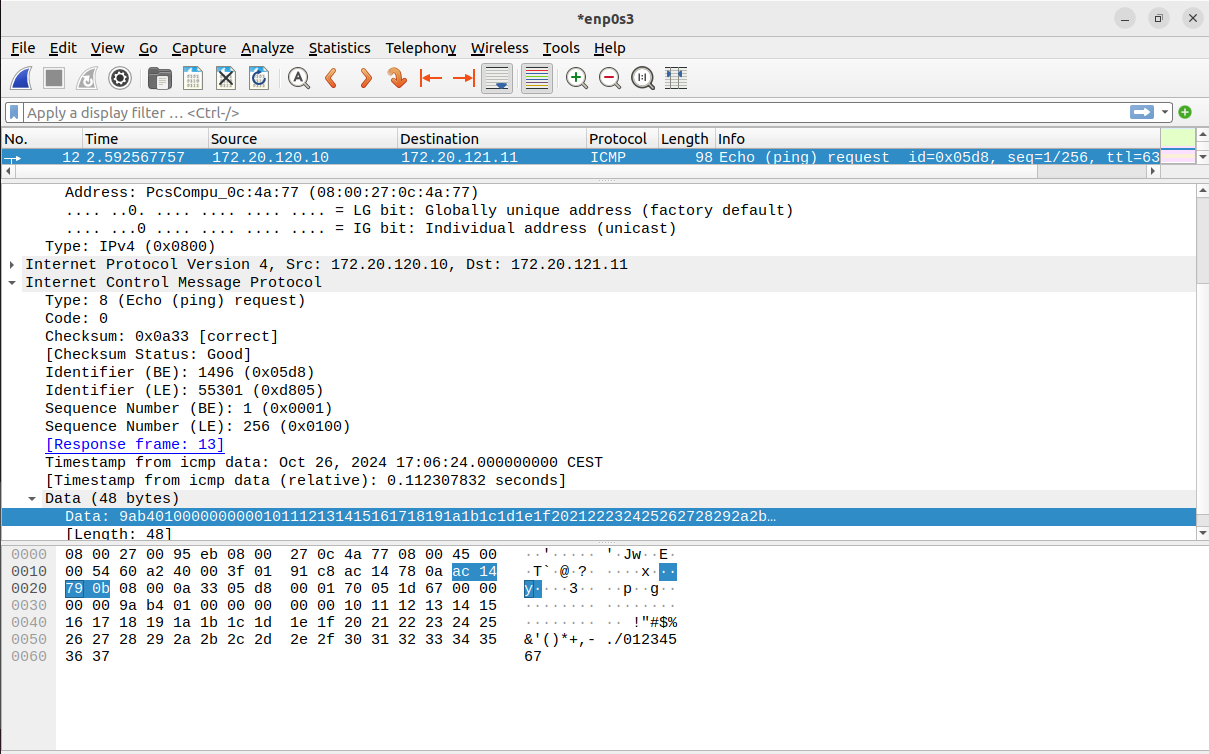 *enp0s3
File Edit View Go Capture Analyze Statistics Telephony Wireless Tools Help
Apply a display filter … <Ctrl-/>
No. Time Source Destination Protocol Length Info
12 2.592567757 172.20.120.10 172.20.121.11 ICMP 98 Echo (ping) request id=0x05d8, seq=1/256, ttl=63
Address: PcsCompu_0c:4a:77 (08:00:27:0c:4a:77)
.... ..0. .... .... .... .... = LG bit: Globally unique address (factory default)
.... ...0 .... .... .... .... = IG bit: Individual address (unicast)
Type: IPv4 (0x0800)
Internet Protocol Version 4, Src: 172.20.120.10, Dst: 172.20.121.11
Internet Control Message Protocol
Type: 8 (Echo (ping) request)
Code: 0
Checksum: 0x0a33 [correct]
[Checksum Status: Good]
Identifier (BE): 1496 (0x05d8)
Identifier (LE): 55301 (0xd805)
Sequence Number (BE): 1 (0x0001)
Sequence Number (LE): 256 (0x0100)
[Response frame: 13]
Timestamp from icmp data: Oct 26, 2024 17:06:24.000000000 CEST
[Timestamp from icmp data (relative): 0.112307832 seconds]
Data (48 bytes)
Data: 9ab4010000000000101112131415161718191a1b1c1d1e1f202122232425262728292a2b…
[Length: 48]
0000 08 00 27 00 95 eb 08 00 27 0c 4a 77 08 00 45 00 ··'····· '·Jw··E·
0010 00 54 60 a2 40 00 3f 01 91 c8 ac 14 78 0a ac 14 ·T`·@·?· ····x···
0020 79 0b 08 00 0a 33 05 d8 00 01 70 05 1d 67 00 00 y····3·· ··p··g··
0030 00 00 9a b4 01 00 00 00 00 00 10 11 12 13 14 15 ········ ········
0040 16 17 18 19 1a 1b 1c 1d 1e 1f 20 21 22 23 24 25 ········ ·· !"#$%
0050 26 27 28 29 2a 2b 2c 2d 2e 2f 30 31 32 33 34 35 &'()*+,- ./012345
0060 36 37 67